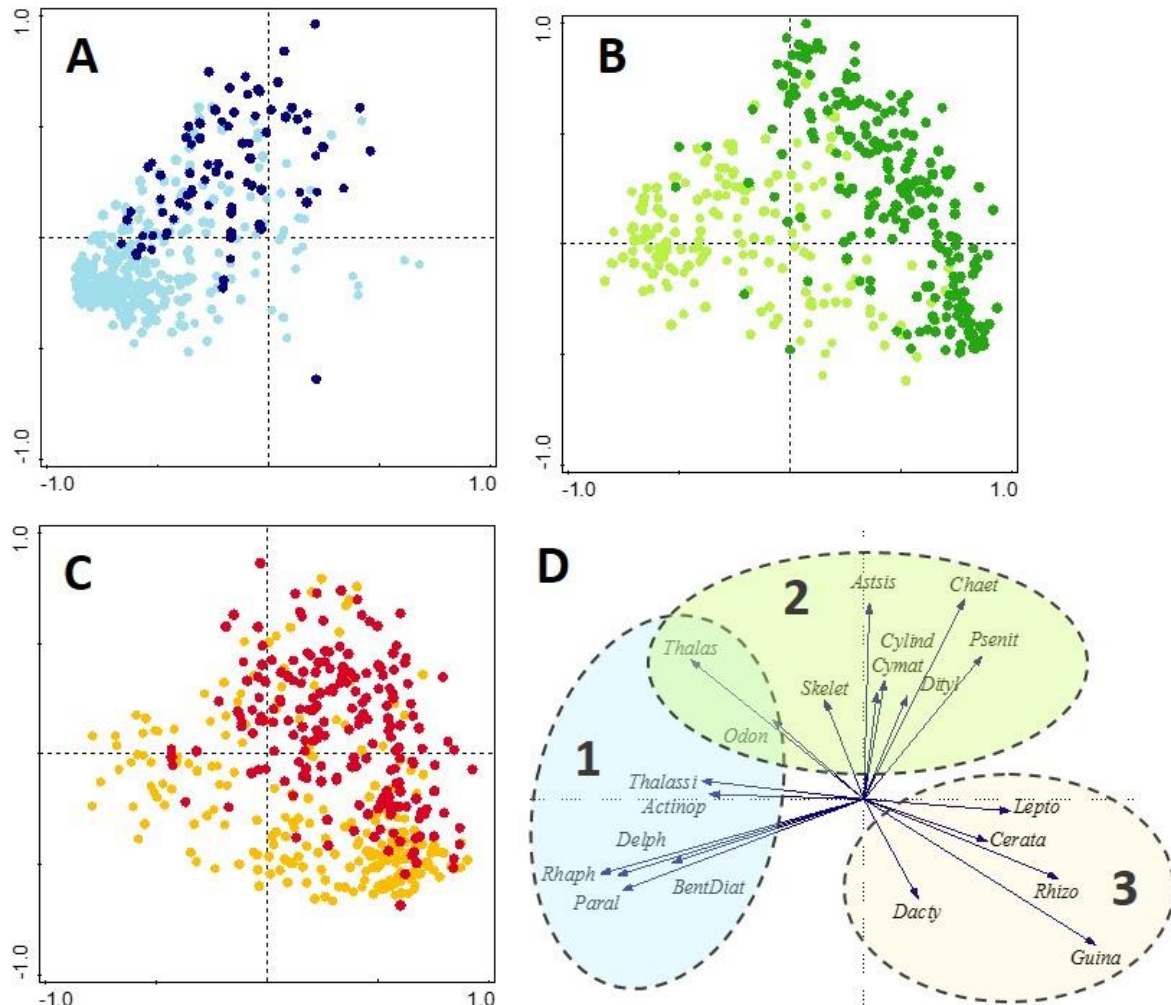 A
1.0
-1.0
-1.0
1.0
B
1.0
-1.0
-1.0
1.0
C
1.0
-1.0
-1.0
1.0
D
2
Astsis
Chaet
Thalas
Cylind
Psenit
Cymat
Skelet
Dityl
Odon
1
Thalassi
Actinop
Lepto
Delph
Cerata
Rhaph
BentDiat
Rhizo
3
Paral
Dacty
Guina